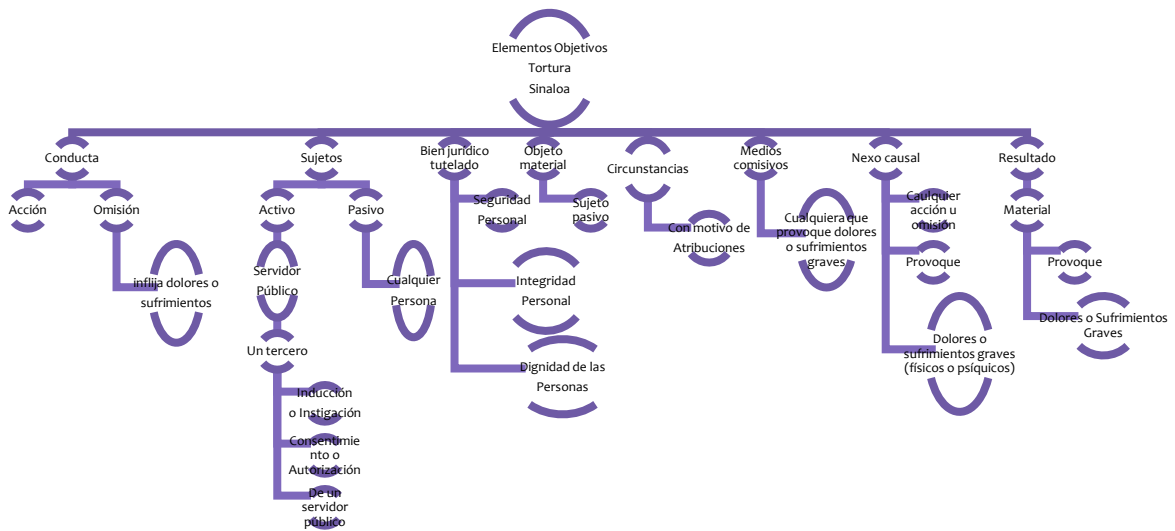 Elementos Objetivos
Tortura
Sinaloa
Conducta
Acción
Omisión
inflija dolores o
sufrimientos
Sujetos
Activo
Servidor
Público
Un tercero
Inducción
o Instigación
Consentimie
nto o
Autorización
De un
servidor
público
Pasivo
Cualquier
Persona
Bien jurídico
tutelado
Seguridad
Personal
Integridad
Personal
Dignidad de las
Personas
Objeto
material
Sujeto
pasivo
Circunstancias
Con motivo de
Atribuciones
Medios
comisivos
Cualquiera que
provoque dolores
o sufrimientos
graves
Nexo causal
Caulquier
acción u
omisión
Provoque
Dolores o
sufrimientos graves
(físicos o psíquicos)
Resultado
Material
Provoque
Dolores o Sufrimientos
Graves